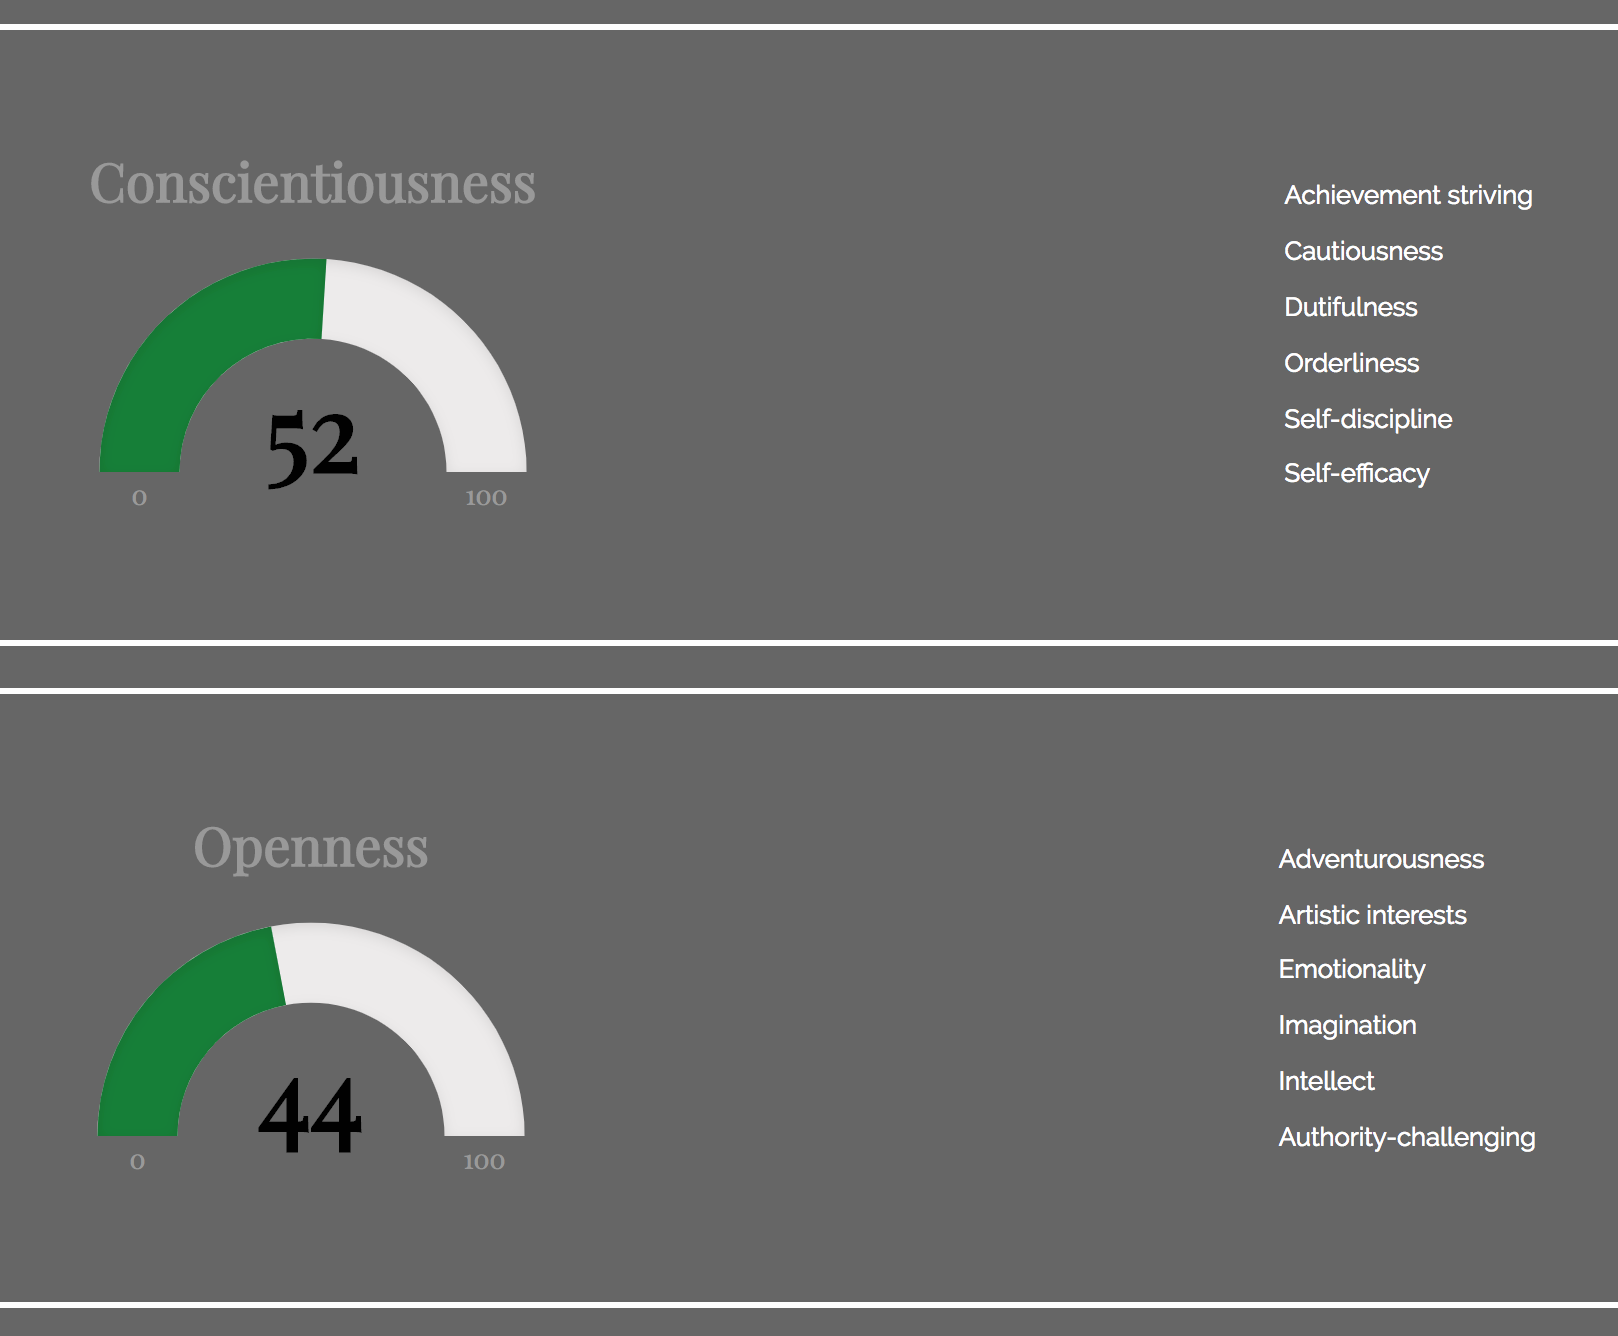 Conscientiousness
52
0
100
Achievement striving
Cautiousness
Dutifulness
Orderliness
Self-discipline
Self-efficacy
Openness
44
0
100
Adventurousness
Artistic interests
Emotionality
Imagination
Intellect
Authority-challenging